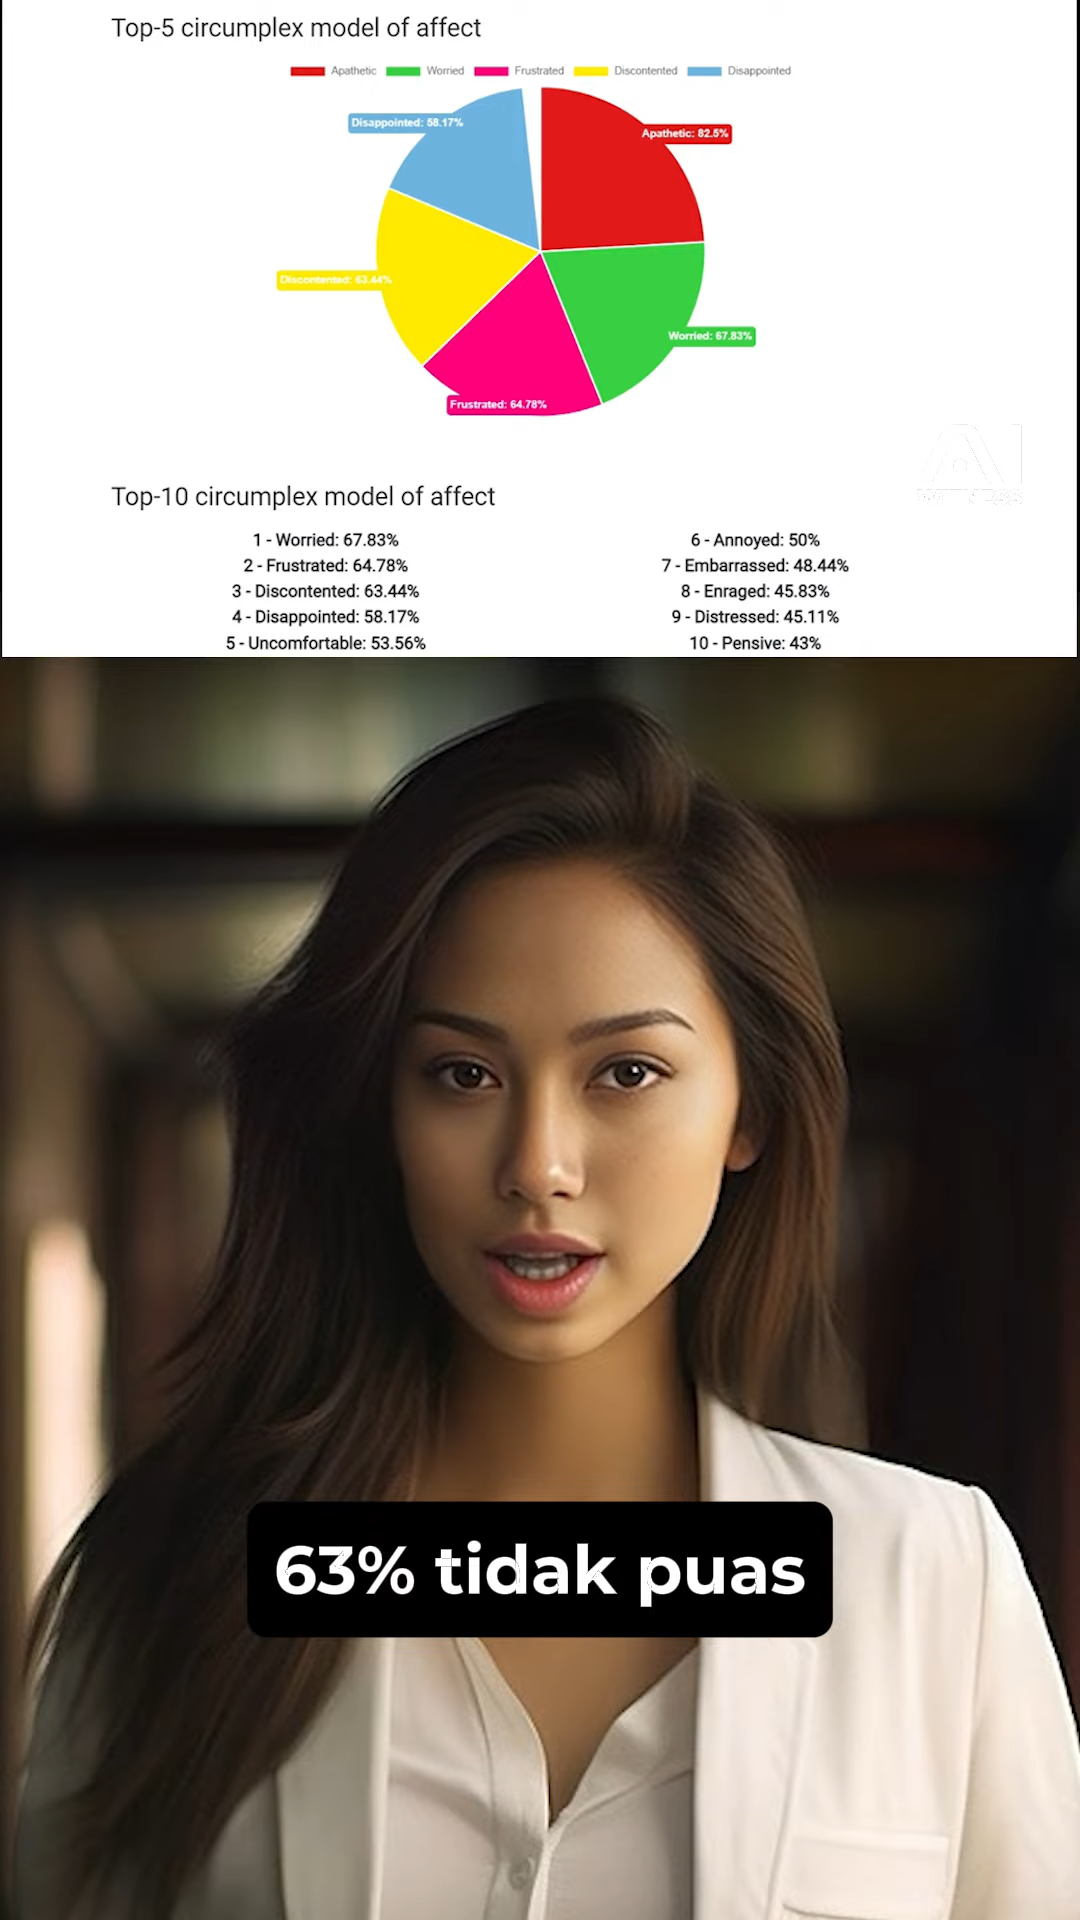 Top-5 circumplex model of affect
Apathetic Worried Frustrated Discontented Disappointed
Disappointed: 58.17%
Apathetic: 82.5%
Discontented: 63.44%
Worried: 67.83%
Frustrated: 64.78%
AI
Top-10 circumplex model of affect
1 - Worried: 67.83%
2 - Frustrated: 64.78%
3 - Discontented: 63.44%
4 - Disappointed: 58.17%
5 - Uncomfortable: 53.56%
6 - Annoyed: 50%
7 - Embarrassed: 48.44%
8 - Enraged: 45.83%
9 - Distressed: 45.11%
10 - Pensive: 43%
63% tidak puas